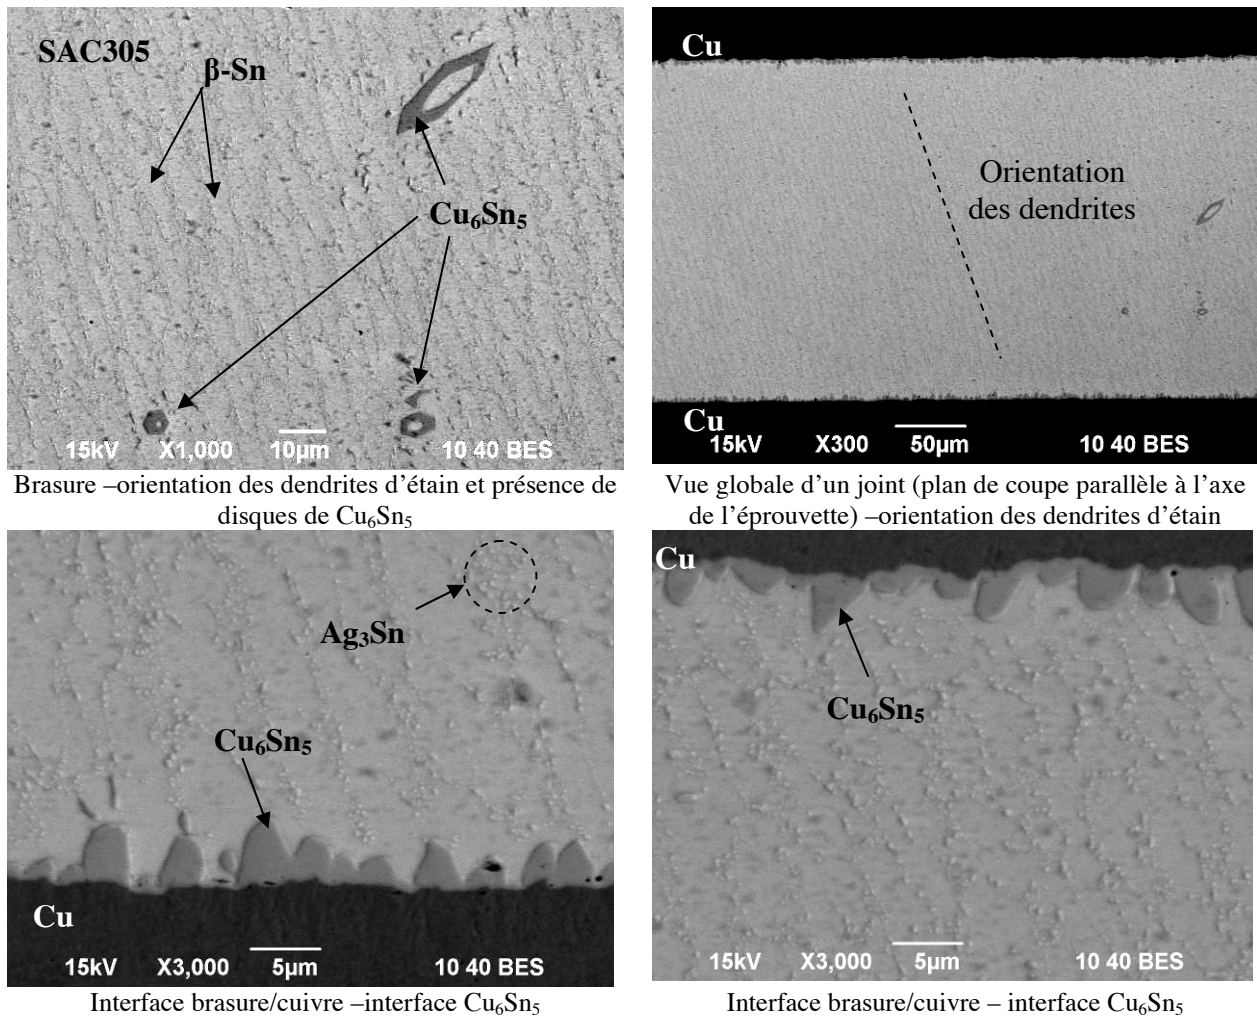 SAC305
β-Sn
Cu₆Sn₅
15kV X1,000 10µm 10 40 BES
Brasure –orientation des dendrites d’étain et présence de
disques de Cu₆Sn₅
Cu
Orientation
des dendrites
Cu
15kV X300 50µm 10 40 BES
Vue globale d’un joint (plan de coupe parallèle à l’axe
de l’éprouvette) –orientation des dendrites d’étain
Ag₃Sn
Cu₆Sn₅
Cu
15kV X3,000 5µm 10 40 BES
Interface brasure/cuivre –interface Cu₆Sn₅
Cu
Cu₆Sn₅
15kV X3,000 5µm 10 40 BES
Interface brasure/cuivre – interface Cu₆Sn₅